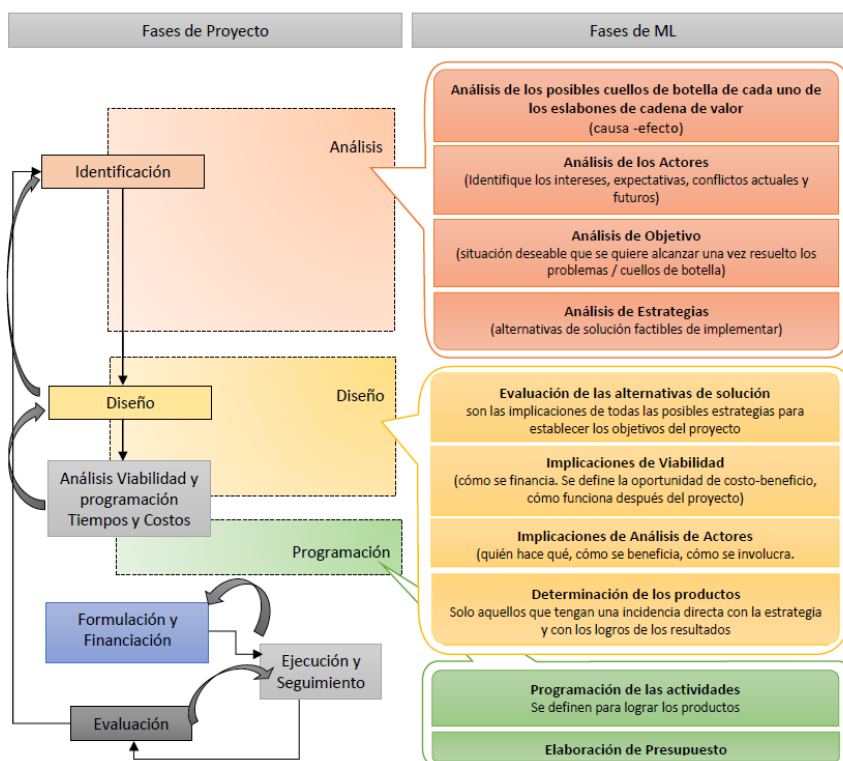 Fases de Proyecto
Fases de ML
Análisis
Identificación
Diseño
Diseño
Análisis Viabilidad y
programación
Tiempos y Costos
Programación
Formulación y
Financiación
Ejecución y
Seguimiento
Evaluación
Análisis de los posibles cuellos de botella de cada uno de
los eslabones de cadena de valor
(causa -efecto)
Análisis de los Actores
(Identifique los intereses, expectativas, conflictos actuales y
futuros)
Análisis de Objetivo
(situación deseable que se quiere alcanzar una vez resuelto los
problemas / cuellos de botella)
Análisis de Estrategias
(alternativas de solución factibles de implementar)
Evaluación de las alternativas de solución
son las implicaciones de todas las posibles estrategias para
establecer los objetivos del proyecto
Implicaciones de Viabilidad
(cómo se financia. Se define la oportunidad de costo-beneficio,
cómo funciona después del proyecto)
Implicaciones de Análisis de Actores
(quién hace qué, cómo se beneficia, cómo se involucra.
Determinación de los productos
Solo aquellos que tengan una incidencia directa con la estrategia
y con los logros de los resultados
Programación de las actividades
Se definen para lograr los productos
Elaboración de Presupuesto